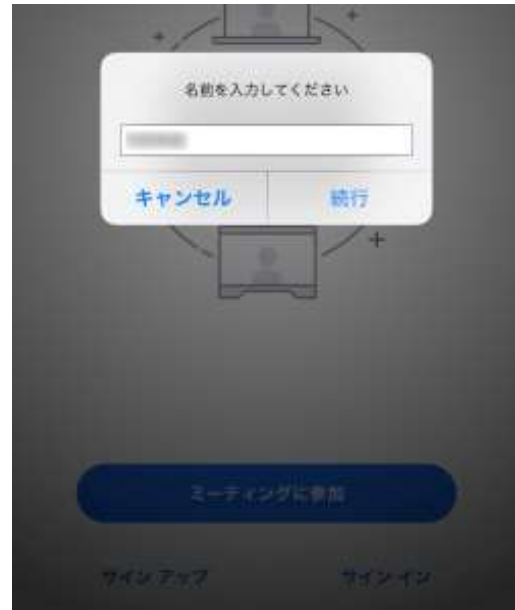 名前を入力してください
キャンセル
続行
ミーティングに参加
サイン アップ
サイン イン